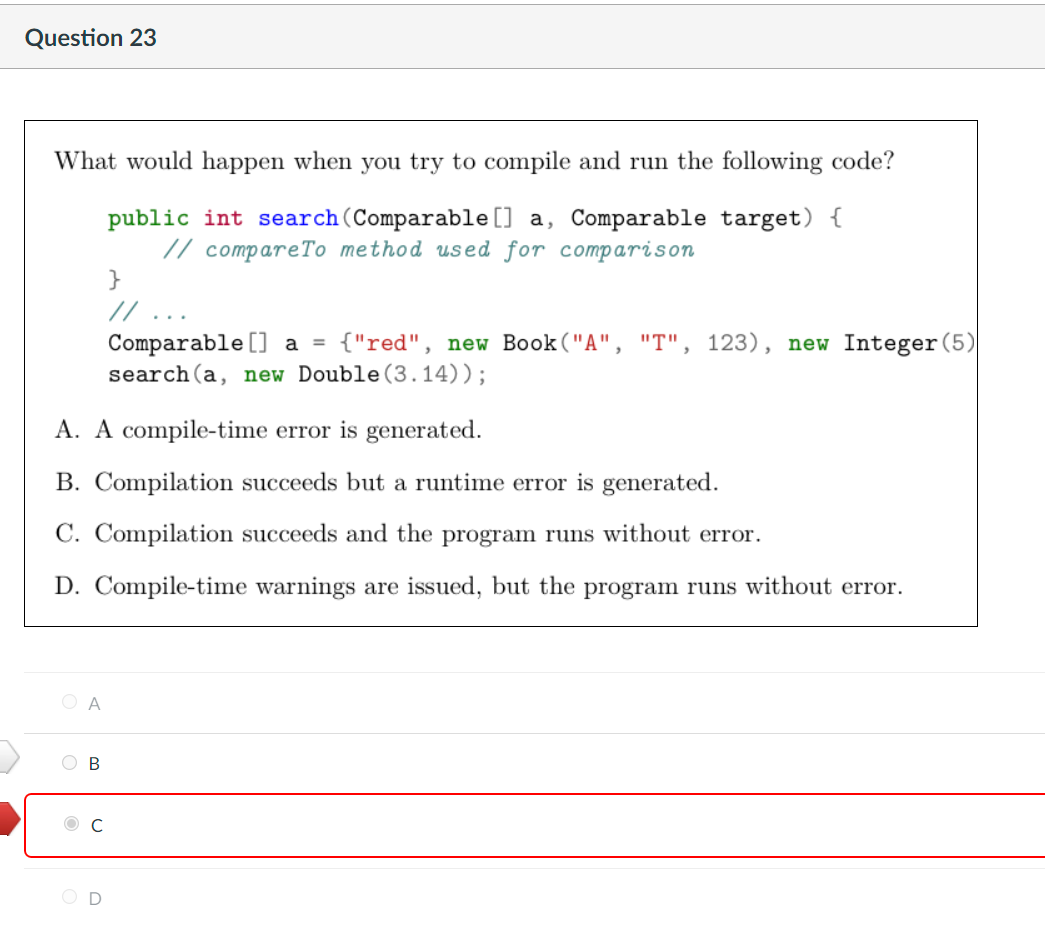 Question 23
What would happen when you try to compile and run the following code?
public int search(Comparable[] a, Comparable target) {
// compareTo method used for comparison
}
// ...
Comparable[] a = {"red", new Book("A", "T", 123), new Integer(5)
search(a, new Double(3.14));
A. A compile-time error is generated.
B. Compilation succeeds but a runtime error is generated.
C. Compilation succeeds and the program runs without error.
D. Compile-time warnings are issued, but the program runs without error.
A
B
C
D